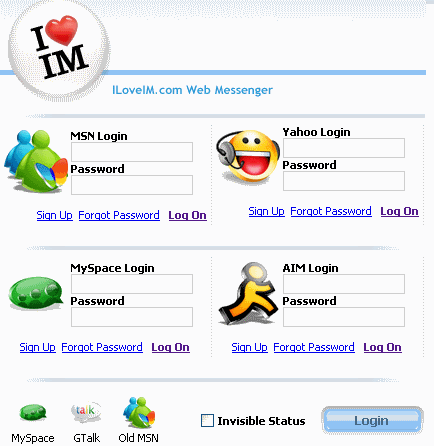 I
IM
ILoveIM.com Web Messenger
MSN Login
Password
Sign Up Forgot Password Log On
Yahoo Login
Password
Sign Up Forgot Password Log On
MySpace Login
Password
Sign Up Forgot Password Log On
AIM Login
Password
Sign Up Forgot Password Log On
talk
MySpace GTalk Old MSN
Invisible Status
Login